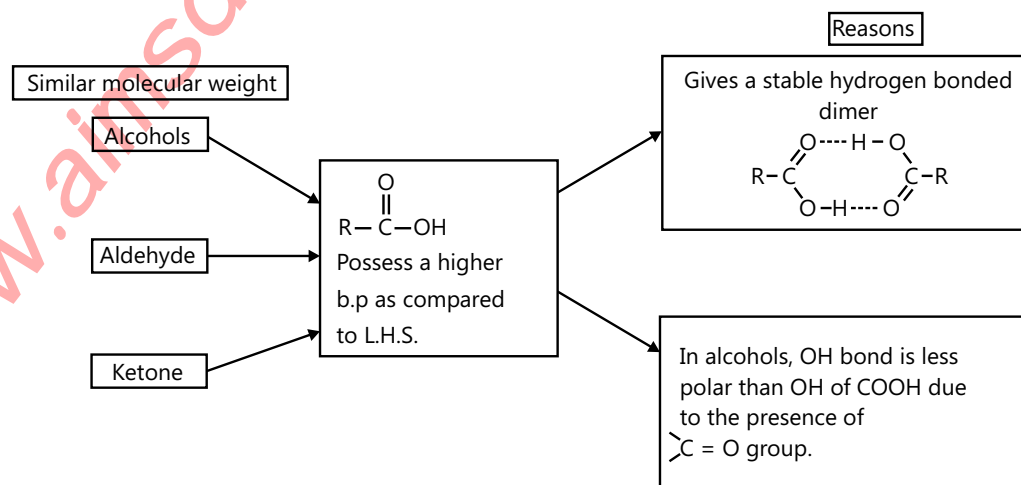 w.aimsd
Reasons
Similar molecular weight
Alcohols
Aldehyde
Ketone
O
R–C–OH
Possess a higher
b.p as compared
to L.H.S.
Gives a stable hydrogen bonded
dimer
O----H–O
R–C C–R
O–H----O
In alcohols, OH bond is less
polar than OH of COOH due
to the presence of
C = O group.